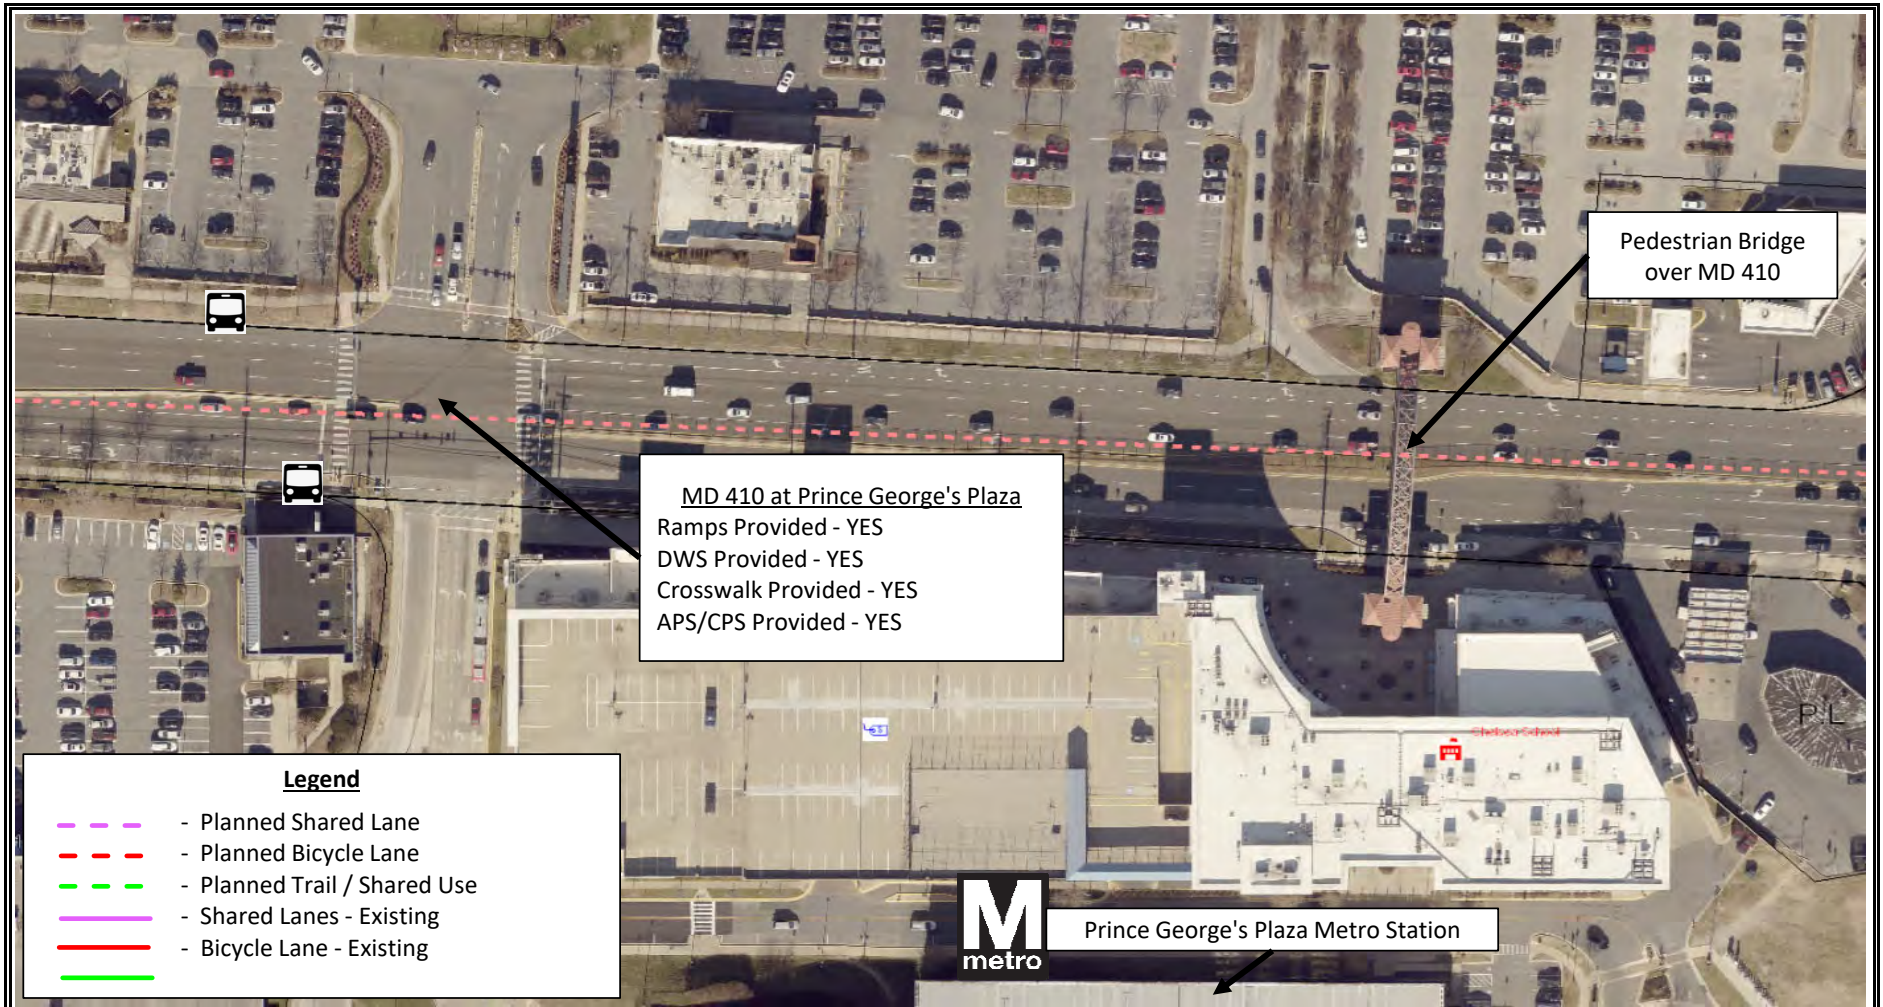 Pedestrian Bridge
over MD 410
MD 410 at Prince George's Plaza
Ramps Provided - YES
DWS Provided - YES
Crosswalk Provided - YES
APS/CPS Provided - YES
P!L
Chelsea School
Legend
- Planned Shared Lane
- Planned Bicycle Lane
- Planned Trail / Shared Use
- Shared Lanes - Existing
- Bicycle Lane - Existing
M
metro
Prince George's Plaza Metro Station